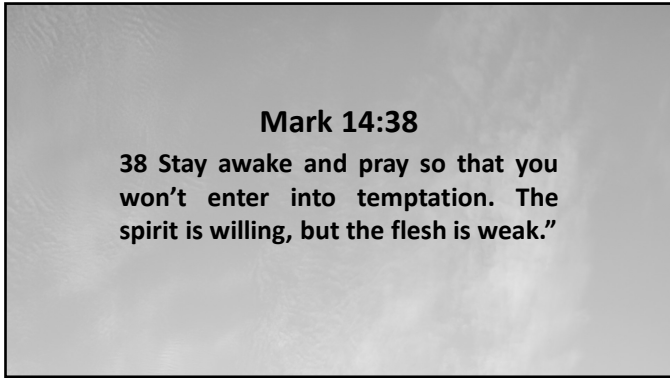 Mark 14:38
38 Stay awake and pray so that you
won’t enter into temptation. The
spirit is willing, but the flesh is weak.”